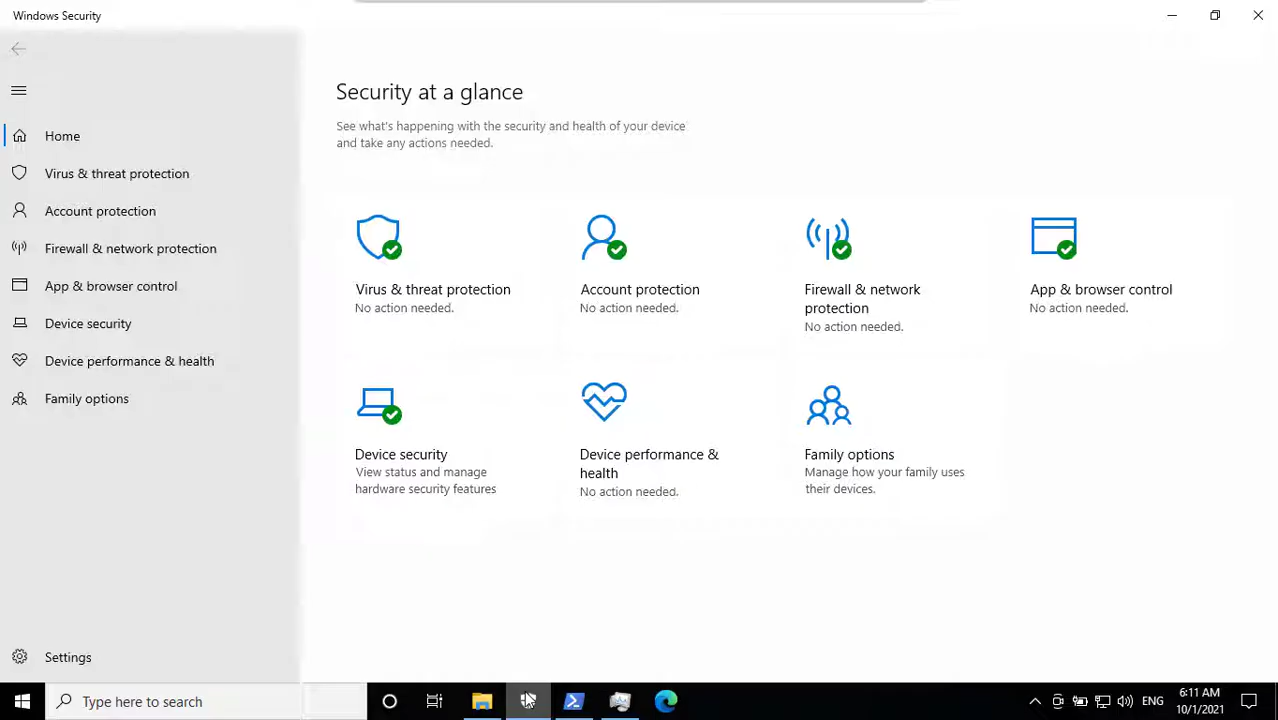 Windows Security
Home
Virus & threat protection
Account protection
Firewall & network protection
App & browser control
Device security
Device performance & health
Family options
Settings
Security at a glance
See what's happening with the security and health of your device
and take any actions needed.
Virus & threat protection
No action needed.
Account protection
No action needed.
Firewall & network
protection
No action needed.
App & browser control
No action needed.
Device security
View status and manage
hardware security features
Device performance &
health
No action needed.
Family options
Manage how your family uses
their devices.
Type here to search
ENG
6:11 AM
10/1/2021